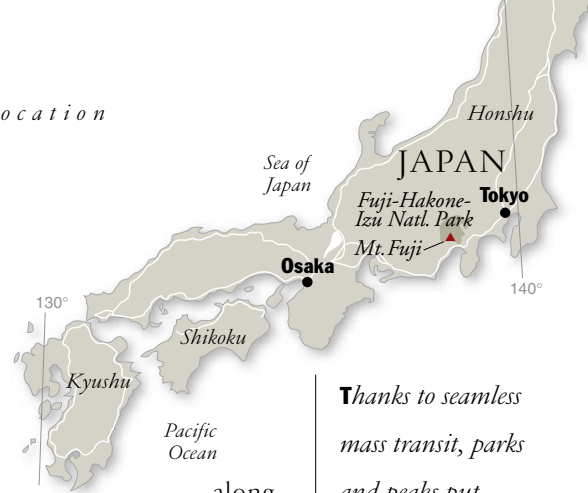 ocation
Honshu
Sea of
Japan
JAPAN
Fuji-Hakone-
Izu Natl. Park
Tokyo
Mt. Fuji
Osaka
140°
130°
Shikoku
Kyushu
Pacific
Ocean
Thanks to seamless
mass transit, parks
and peaks put
along